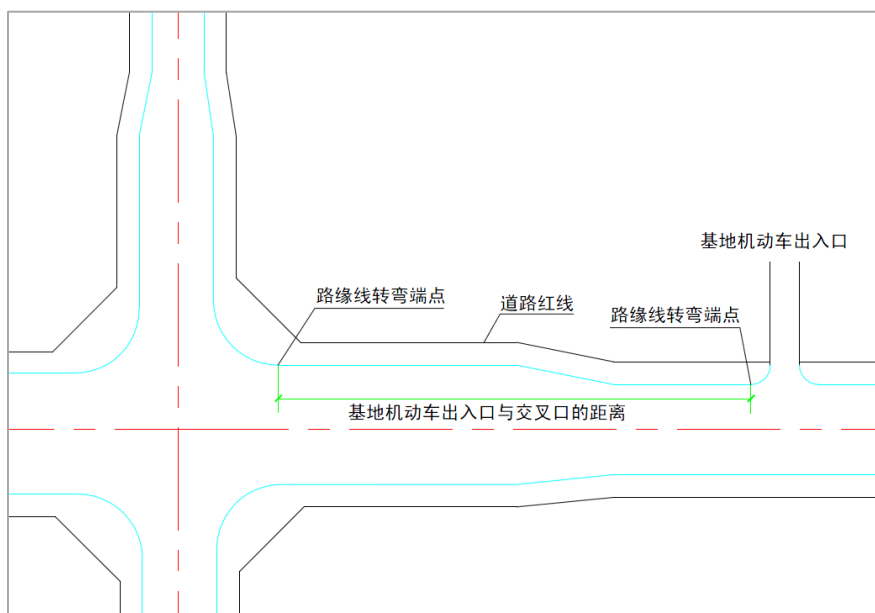 基地机动车出入口
路缘线转弯端点
道路红线
路缘线转弯端点
基地机动车出入口与交叉口的距离